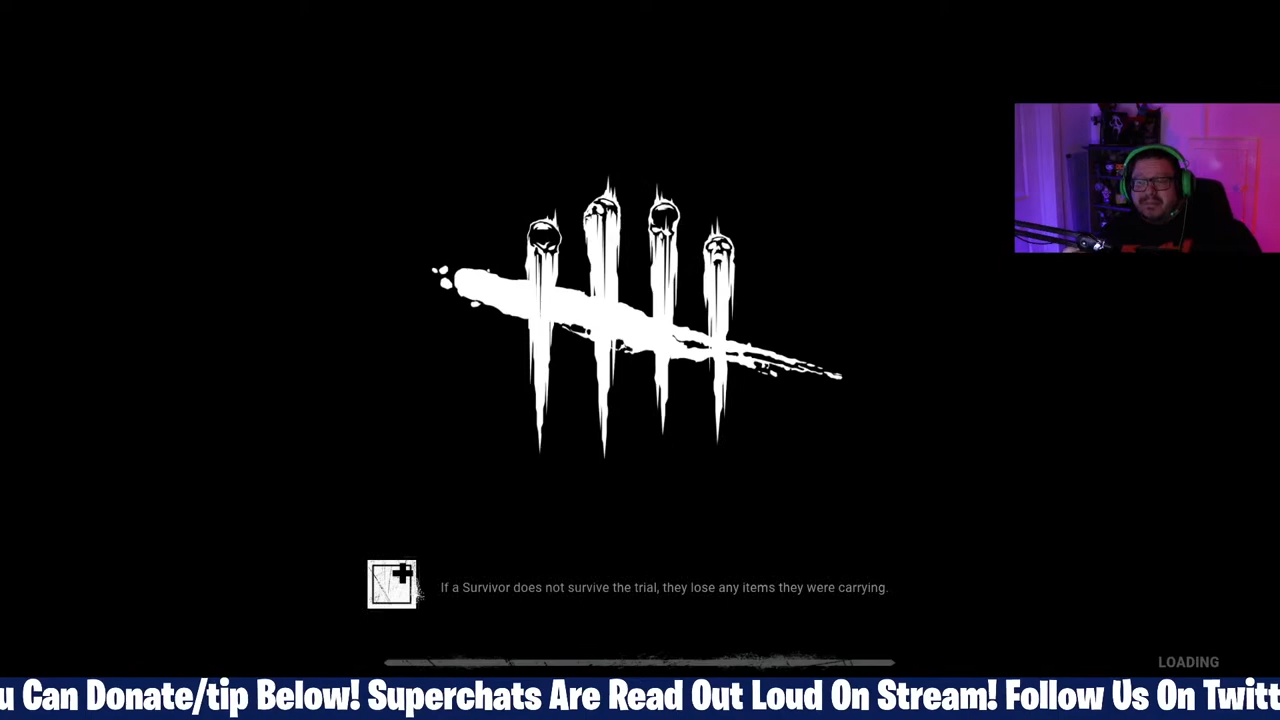 If a Survivor does not survive the trial, they lose any items they were carrying.
LOADING
u Can Donate/tip Below! Superchats Are Read Out Loud On Stream! Follow Us On Twitt